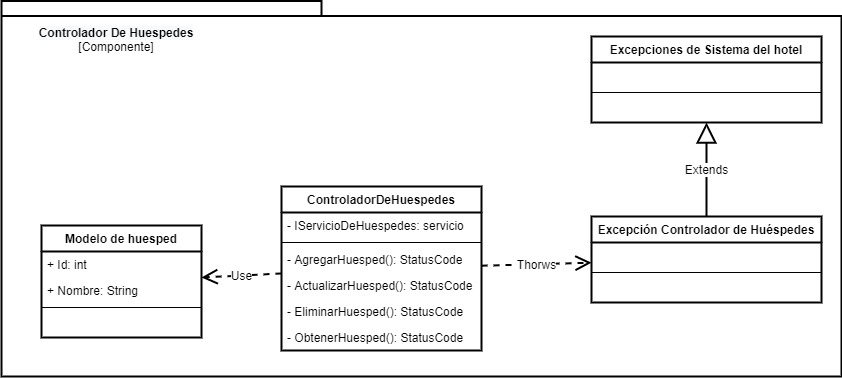 Controlador De Huespedes
[Componente]
Excepciones de Sistema del hotel
Extends
ControladorDeHuespedes
- IServicioDeHuespedes: servicio
- AgregarHuesped(): StatusCode
- ActualizarHuesped(): StatusCode
- EliminarHuesped(): StatusCode
- ObtenerHuesped(): StatusCode
Modelo de huesped
+ Id: int
+ Nombre: String
Use
Thorws
Excepción Controlador de Huéspedes